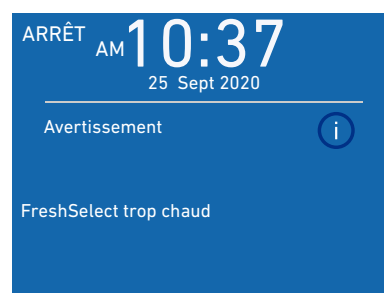 ARRÊT AM 10:37
25 Sept 2020
Avertissement i
FreshSelect trop chaud